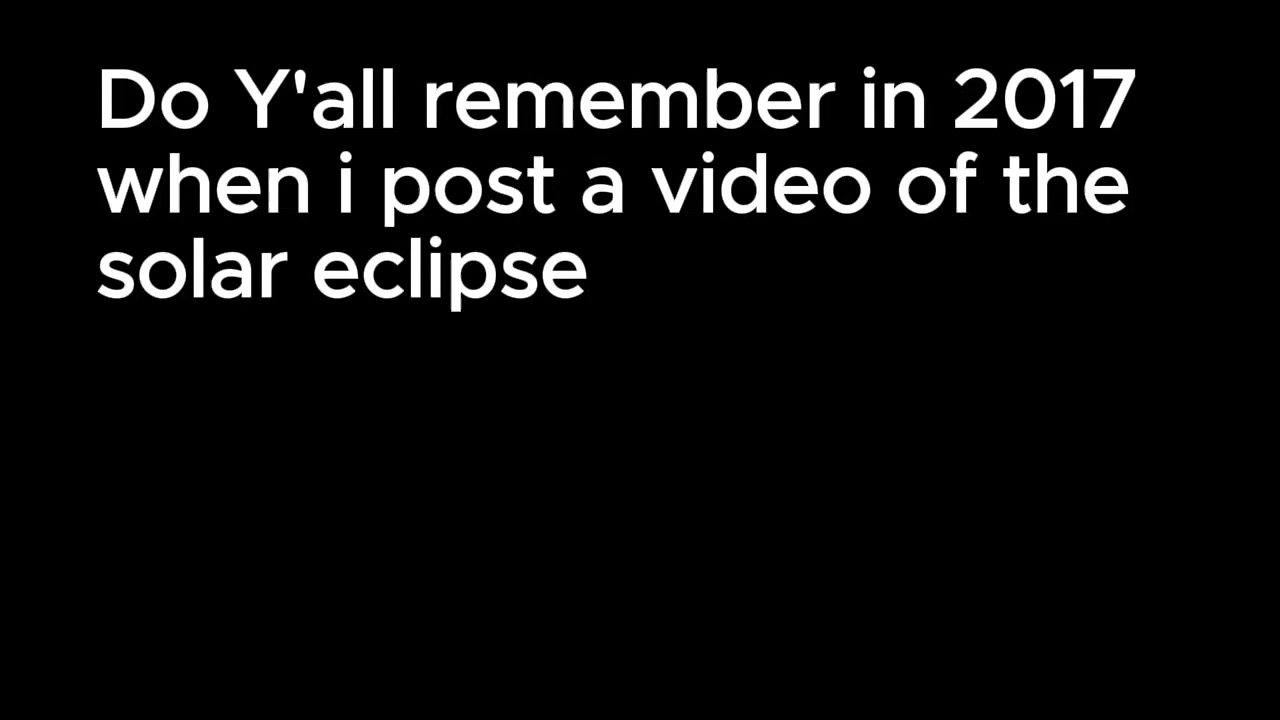 Do Y'all remember in 2017
when i post a video of the
solar eclipse